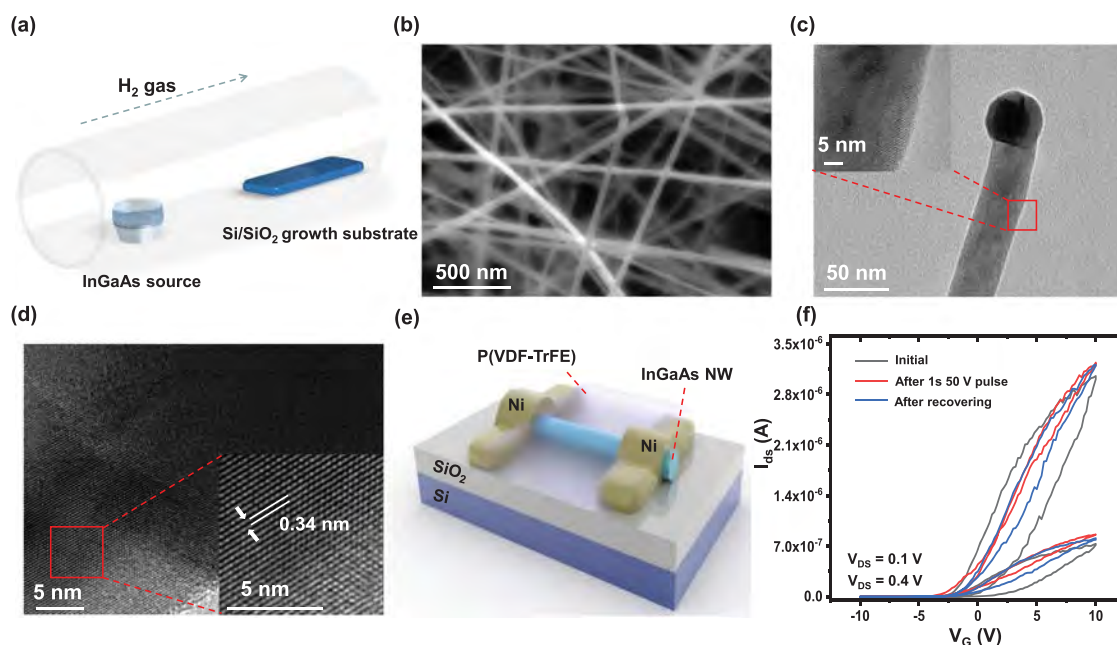 (a)
H2 gas
Si/SiO2 growth substrate
InGaAs source
(b)
500 nm
(c)
5 nm
50 nm
(d)
0.34 nm
5 nm
5 nm
(e)
P(VDF-TrFE)
InGaAs NW
Ni
Ni
SiO2
Si
(f)
3.5x10-6
2.8x10-6
2.1x10-6
1.4x10-6
7.0x10-7
0.0
Ids (A)
Initial
After 1s 50 V pulse
After recovering
VDS = 0.1 V
VDS = 0.4 V
-10 -5 0 5 10
VG (V)